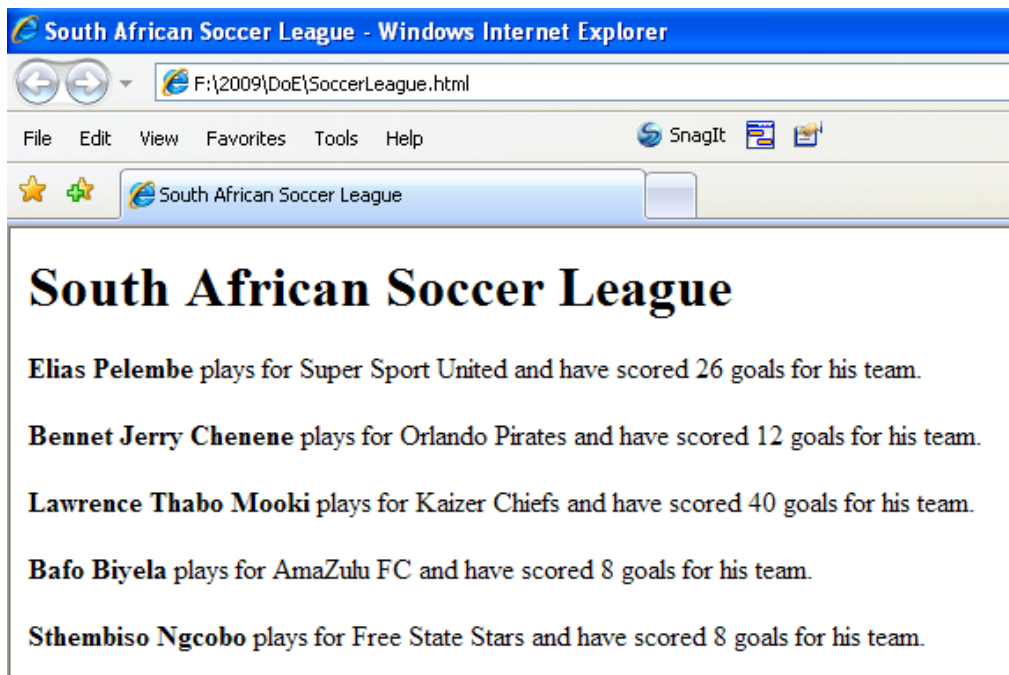 South African Soccer League - Windows Internet Explorer
F:\2009\DoE\SoccerLeague.html
File Edit View Favorites Tools Help SnagIt
South African Soccer League
South African Soccer League
Elias Pelembe plays for Super Sport United and have scored 26 goals for his team.
Bennet Jerry Chenene plays for Orlando Pirates and have scored 12 goals for his team.
Lawrence Thabo Mooki plays for Kaizer Chiefs and have scored 40 goals for his team.
Bafo Biyela plays for AmaZulu FC and have scored 8 goals for his team.
Sthembiso Ngcobo plays for Free State Stars and have scored 8 goals for his team.